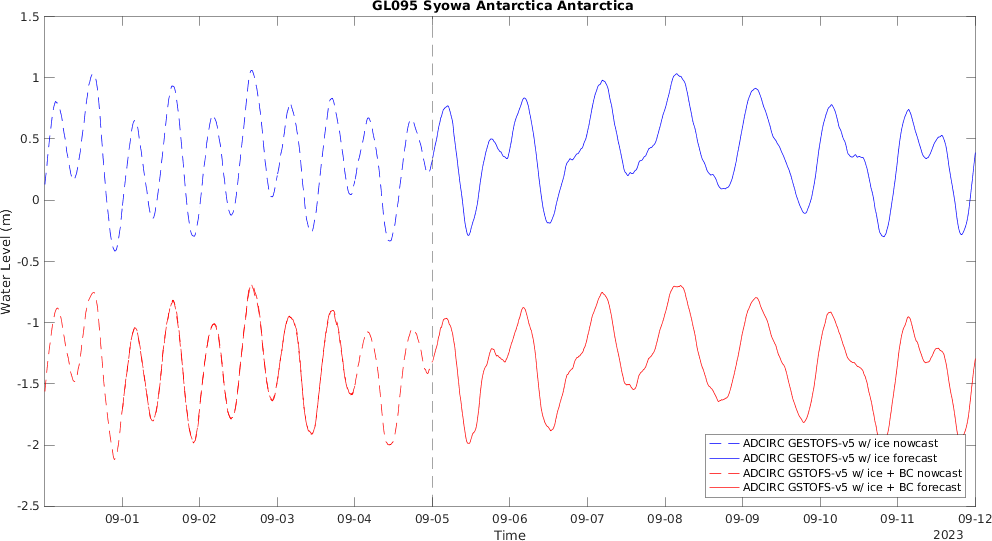 GL095 Syowa Antarctica Antarctica
1.5
1
0.5
0
-0.5
-1
-1.5
-2
-2.5
Water Level (m)
ADCIRC GESTOFS-v5 w/ ice nowcast
ADCIRC GESTOFS-v5 w/ ice forecast
ADCIRC GSTOFS-v5 w/ ice + BC nowcast
ADCIRC GSTOFS-v5 w/ ice + BC forecast
09-01 09-02 09-03 09-04 09-05 09-06 09-07 09-08 09-09 09-10 09-11 09-12
Time
2023